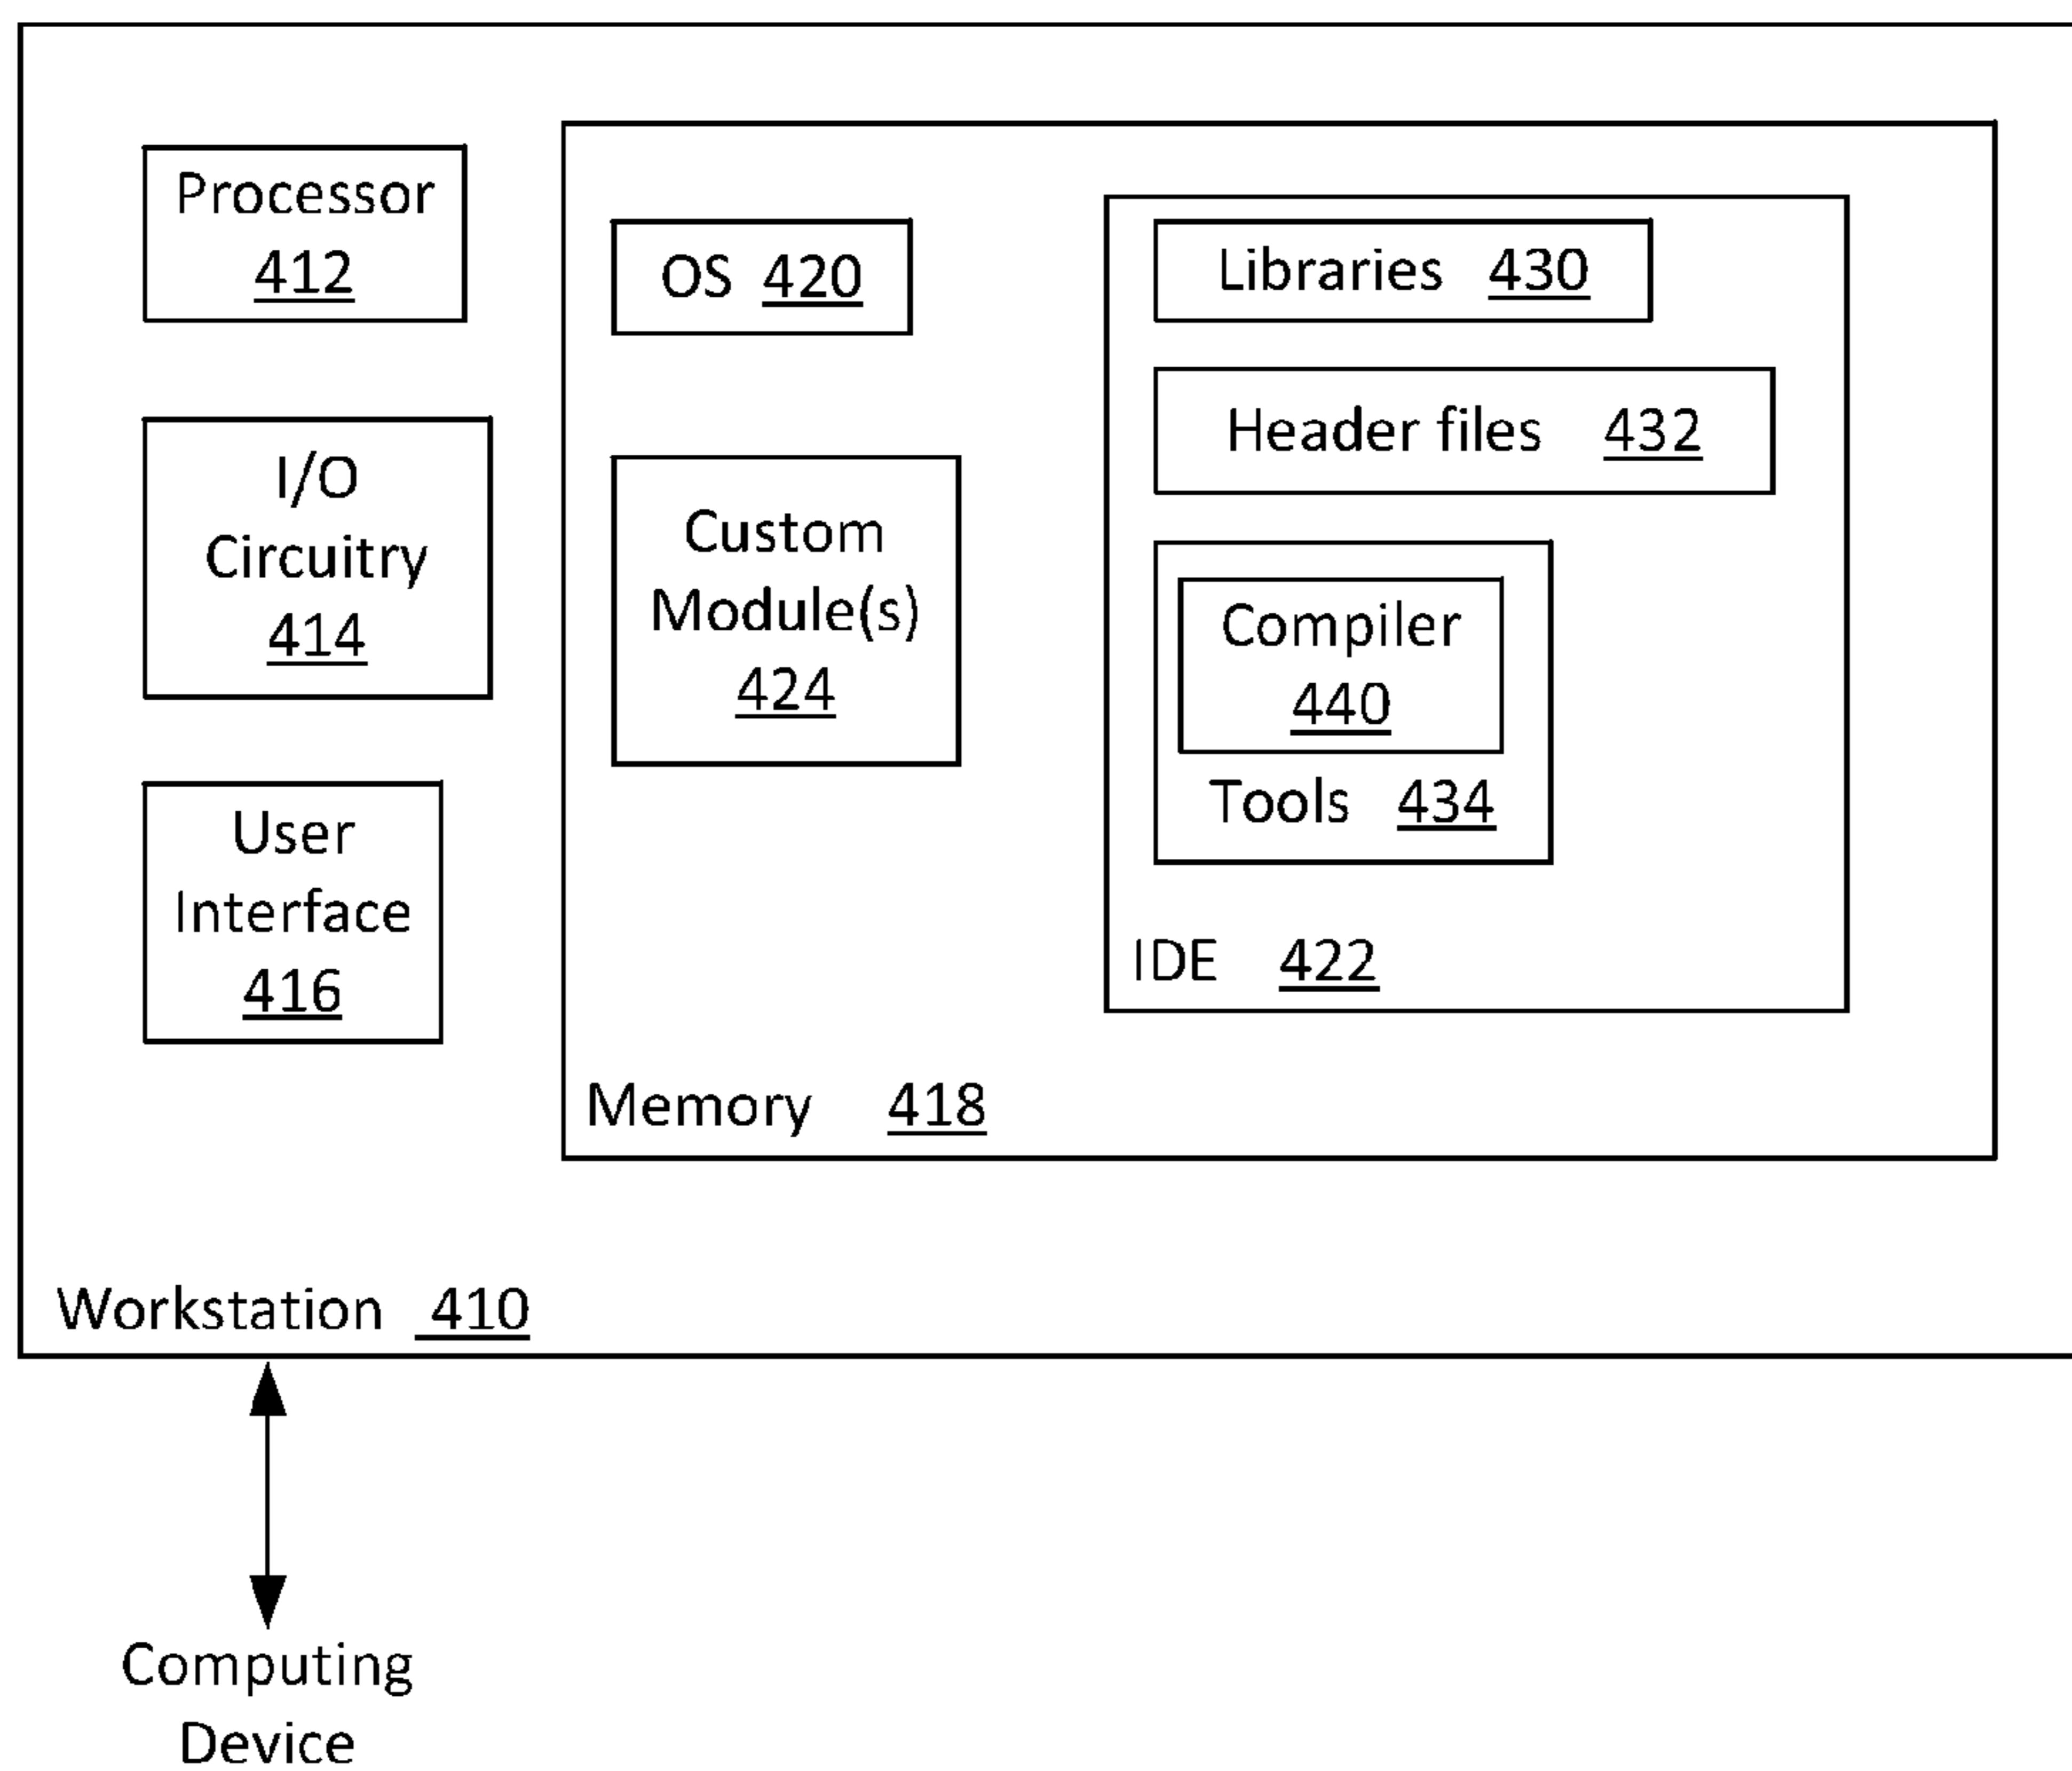 Processor
412
I/O
Circuitry
414
User
Interface
416
OS 420
Custom
Module(s)
424
Libraries 430
Header files 432
Compiler
440
Tools 434
IDE 422
Memory 418
Workstation 410
Computing
Device